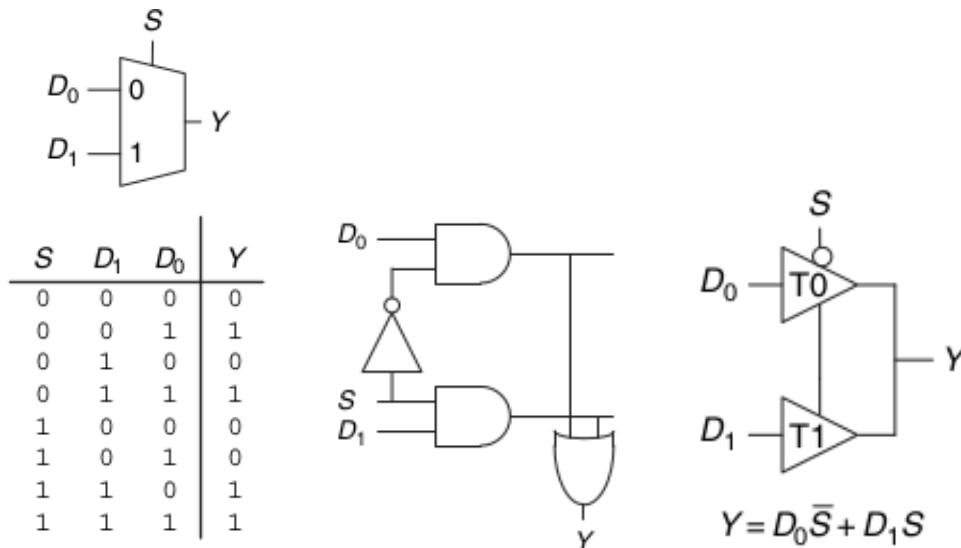 S
D₀ 0
Y
D₁ 1
S D₁ D₀ Y
0 0 0 0
0 0 1 1
0 1 0 0
0 1 1 1
1 0 0 0
1 0 1 0
1 1 0 1
1 1 1 1
D₀
S
D₁
Y
S
D₀ T0
Y
D₁ T1
Y = D₀S̅ + D₁S